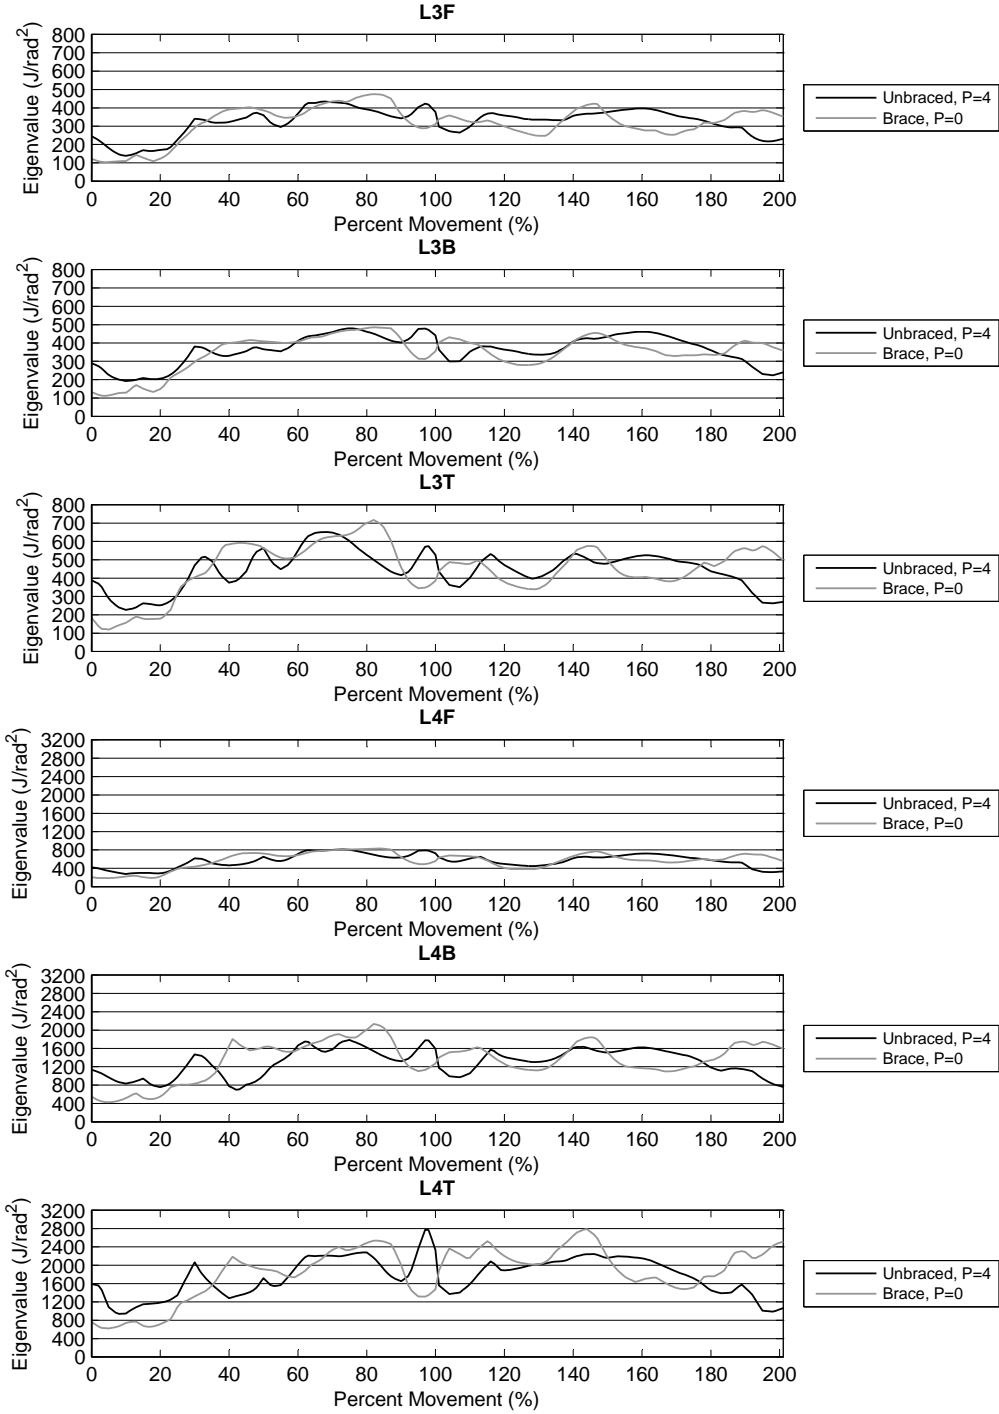 L3F
Eigenvalue (J/rad²)
800
700
600
500
400
300
200
100
0
0 20 40 60 80 100 120 140 160 180 200
Percent Movement (%)
Unbraced, P=4
Brace, P=0
L3B
Eigenvalue (J/rad²)
800
700
600
500
400
300
200
100
0
0 20 40 60 80 100 120 140 160 180 200
Percent Movement (%)
Unbraced, P=4
Brace, P=0
L3T
Eigenvalue (J/rad²)
800
700
600
500
400
300
200
100
0
0 20 40 60 80 100 120 140 160 180 200
Percent Movement (%)
Unbraced, P=4
Brace, P=0
L4F
Eigenvalue (J/rad²)
3200
2800
2400
2000
1600
1200
800
400
0
0 20 40 60 80 100 120 140 160 180 200
Percent Movement (%)
Unbraced, P=4
Brace, P=0
L4B
Eigenvalue (J/rad²)
3200
2800
2400
2000
1600
1200
800
400
0
0 20 40 60 80 100 120 140 160 180 200
Percent Movement (%)
Unbraced, P=4
Brace, P=0
L4T
Eigenvalue (J/rad²)
3200
2800
2400
2000
1600
1200
800
400
0
0 20 40 60 80 100 120 140 160 180 200
Percent Movement (%)
Unbraced, P=4
Brace, P=0